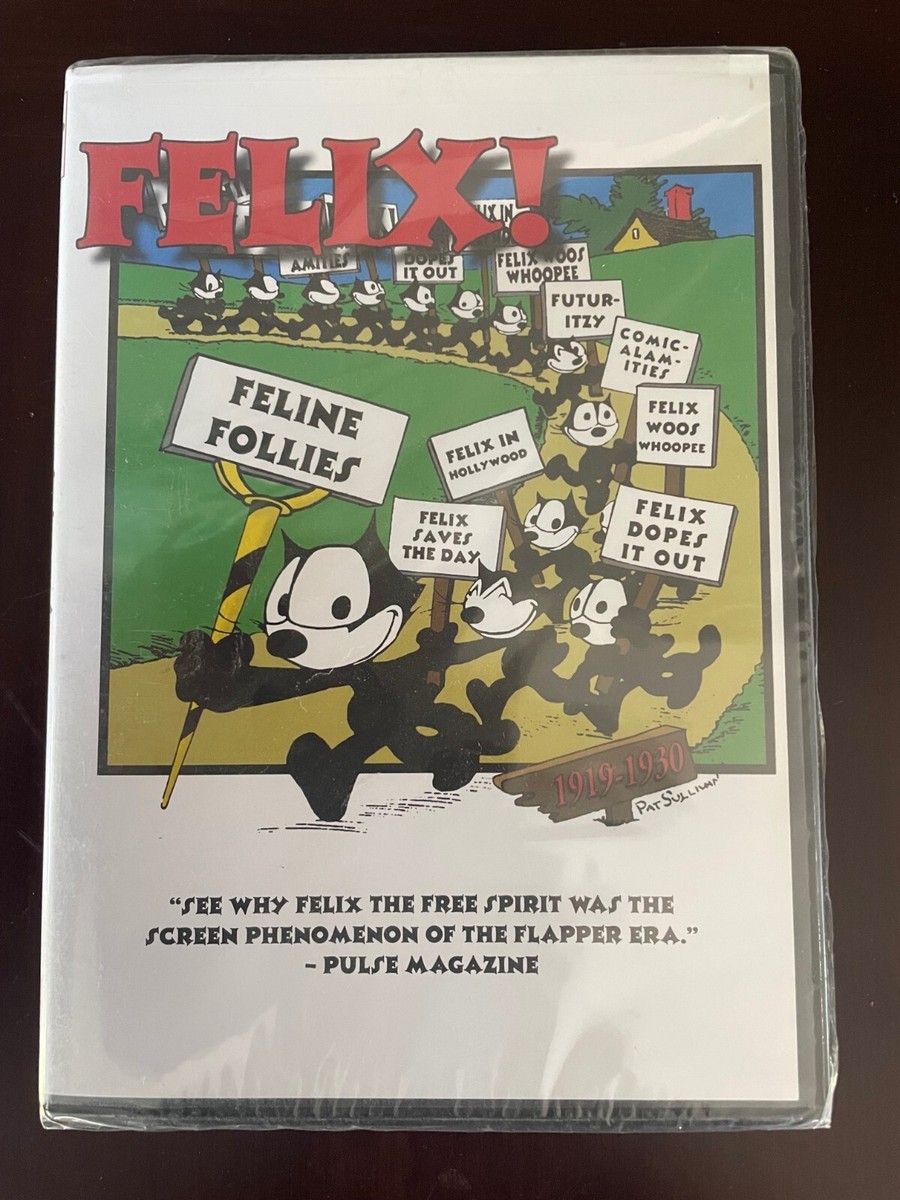 FELIX!
AMITIES
DOPES
IT OUT
FELIX WOOS
WHOOPEE
FUTUR-
ITZY
COMIC-
ALAM-
ITIES
FELIX
WOOS
WHOOPEE
FELINE
FOLLIES
FELIX IN
HOLLYWOOD
FELIX
SAVES
THE DAY
FELIX
DOPES
IT OUT
1919-1930
PAT SULLIVAN
“SEE WHY FELIX THE FREE SPIRIT WAS THE
SCREEN PHENOMENON OF THE FLAPPER ERA.”
– PULSE MAGAZINE